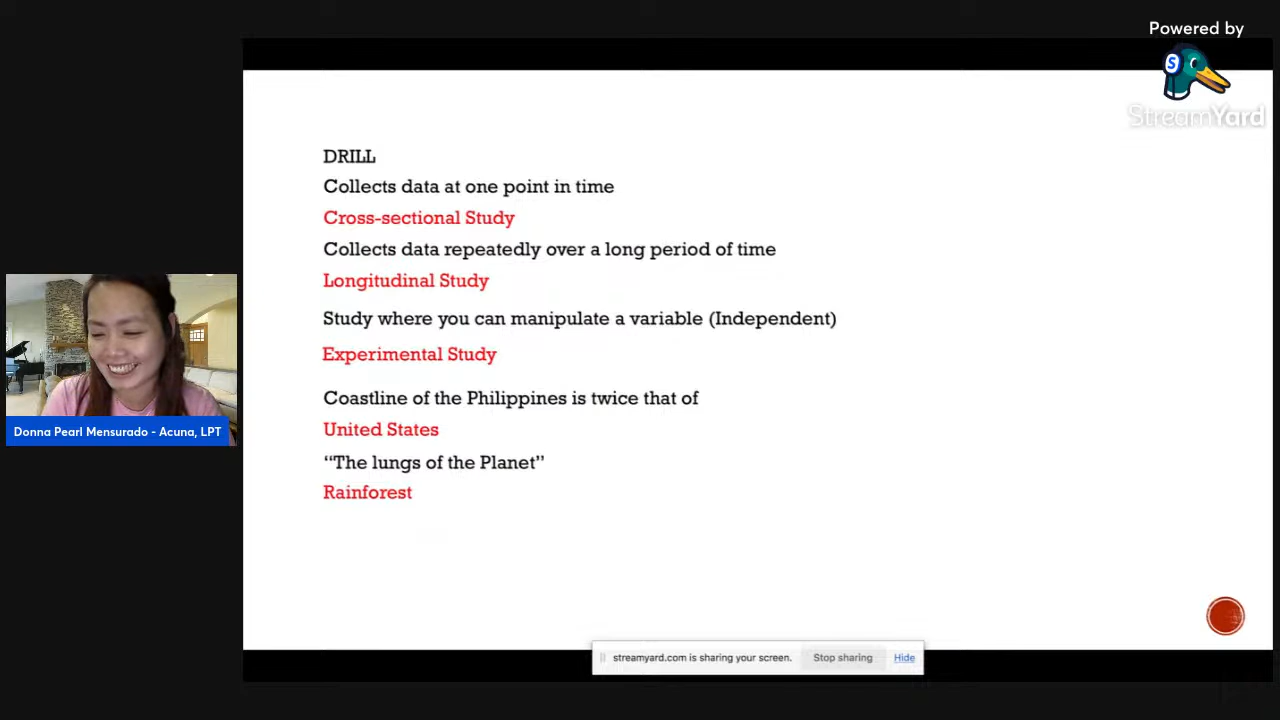 Powered by
StreamYard
DRILL
Collects data at one point in time
Cross-sectional Study
Collects data repeatedly over a long period of time
Longitudinal Study
Study where you can manipulate a variable (Independent)
Experimental Study
Coastline of the Philippines is twice that of
United States
“The lungs of the Planet”
Rainforest
Donna Pearl Mensurado - Acuna, LPT
streamyard.com is sharing your screen. Stop sharing Hide